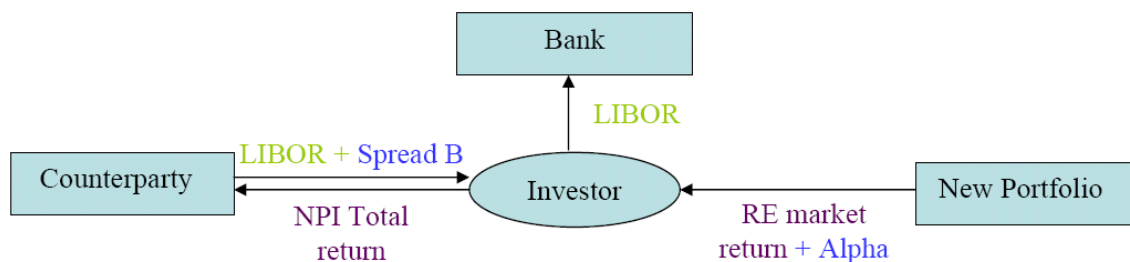 Bank
LIBOR
LIBOR + Spread B
Counterparty
Investor
New Portfolio
NPI Total
return
RE market
return + Alpha